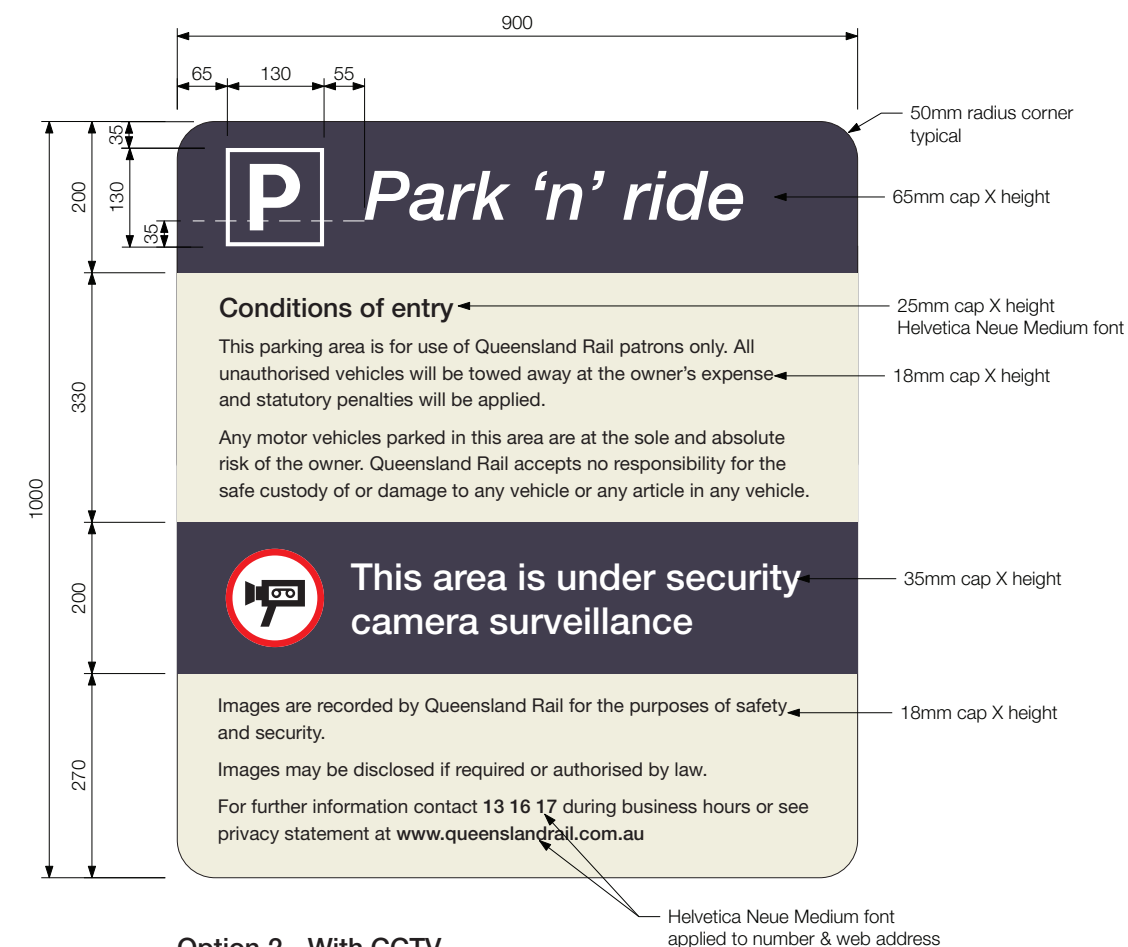 900
65 130 55
50mm radius corner
typical
35
200
130
35
P
Park ‘n’ ride
65mm cap X height
Conditions of entry
25mm cap X height
Helvetica Neue Medium font
This parking area is for use of Queensland Rail patrons only. All
unauthorised vehicles will be towed away at the owner’s expense
and statutory penalties will be applied.
18mm cap X height
330
Any motor vehicles parked in this area are at the sole and absolute
risk of the owner. Queensland Rail accepts no responsibility for the
safe custody of or damage to any vehicle or any article in any vehicle.
1000
200
This area is under security
camera surveillance
35mm cap X height
Images are recorded by Queensland Rail for the purposes of safety
and security.
18mm cap X height
270
Images may be disclosed if required or authorised by law.
For further information contact 13 16 17 during business hours or see
privacy statement at www.queenslandrail.com.au
Helvetica Neue Medium font
applied to number & web address
Option 2 - With CCTV